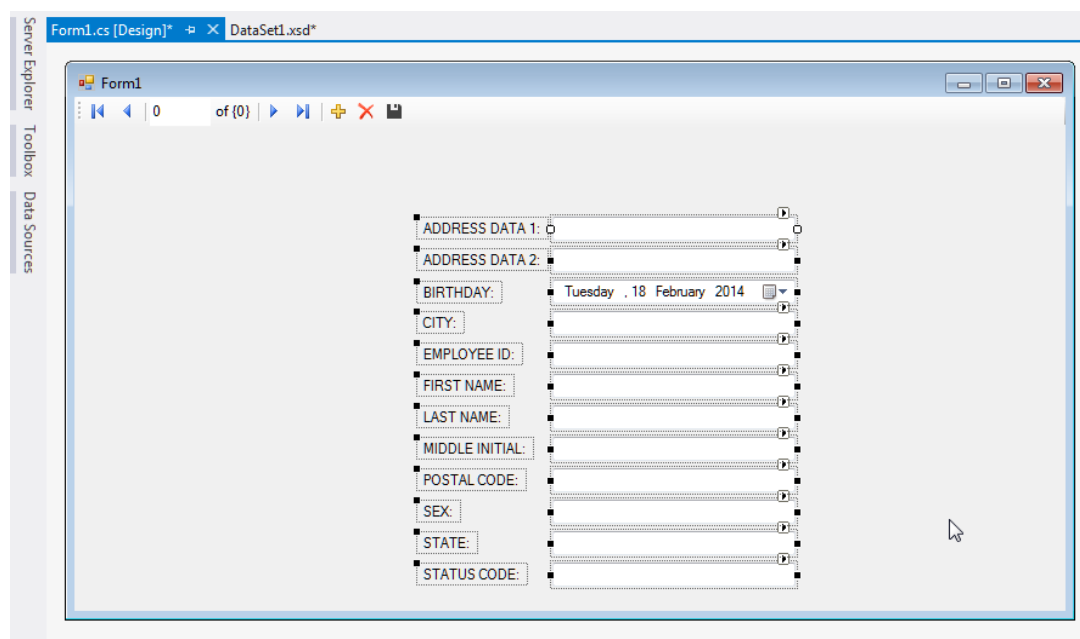 Form1.cs [Design]* DataSet1.xsd*
Server Explorer
Toolbox
Data Sources
Form1
0 of {0}
ADDRESS DATA 1:
ADDRESS DATA 2:
BIRTHDAY: Tuesday , 18 February 2014
CITY:
EMPLOYEE ID:
FIRST NAME:
LAST NAME:
MIDDLE INITIAL:
POSTAL CODE:
SEX:
STATE:
STATUS CODE: